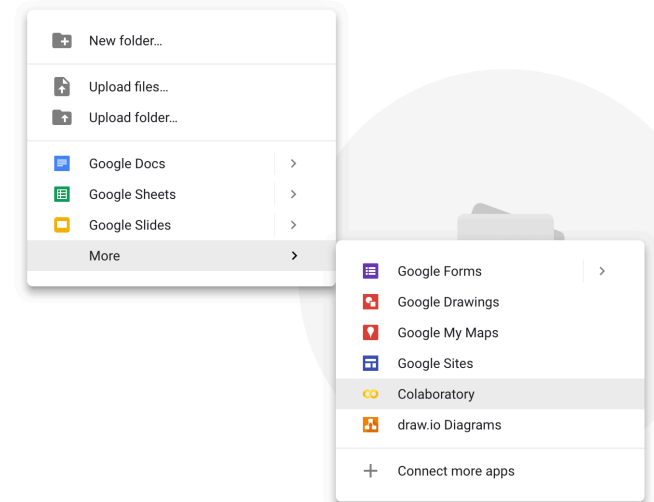 New folder...
Upload files...
Upload folder...
Google Docs
Google Sheets
Google Slides
More
Google Forms
Google Drawings
Google My Maps
Google Sites
Colaboratory
draw.io Diagrams
Connect more apps